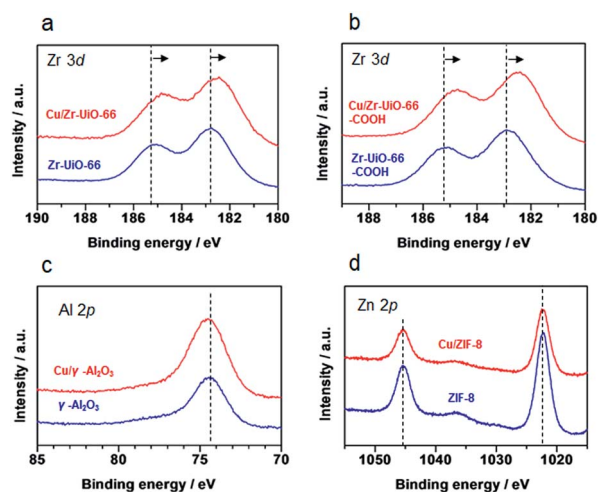 a
Zr 3d
Cu/Zr-UiO-66
Zr-UiO-66
Intensity / a.u.
190 188 186 184 182 180
Binding energy / eV
b
Zr 3d
Cu/Zr-UiO-66
-COOH
Zr-UiO-66
-COOH
Intensity / a.u.
188 186 184 182 180
Binding energy / eV
c
Al 2p
Cu/γ -Al₂O₃
γ -Al₂O₃
Intensity / a.u.
85 80 75 70
Binding energy / eV
d
Zn 2p
Cu/ZIF-8
ZIF-8
Intensity / a.u.
1050 1040 1030 1020
Binding energy / eV